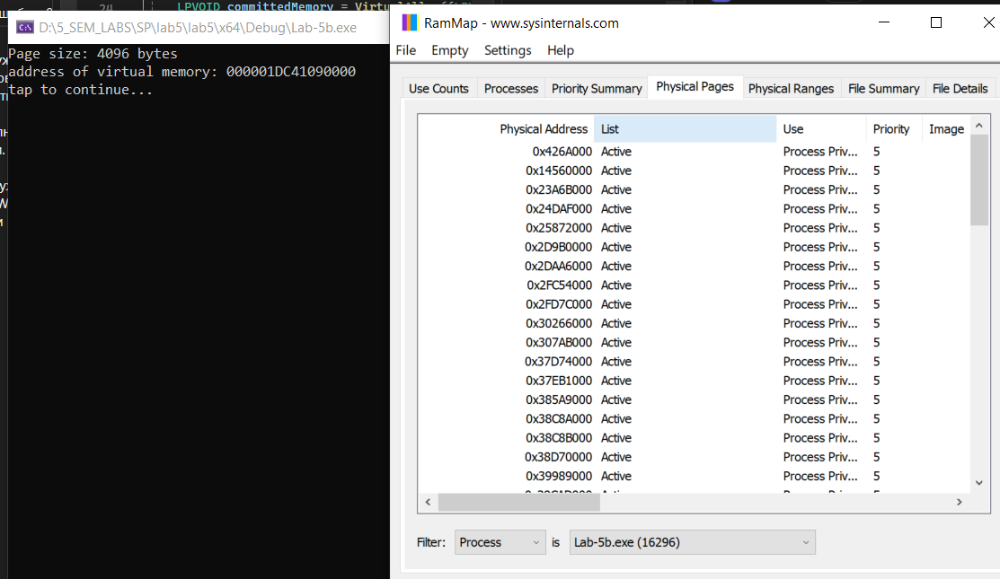 24
LPVOID committedMemory =
D:\5_SEM_LABS\SP\lab5\lab5\x64\Debug\Lab-5b.exe
Page size: 4096 bytes
address of virtual memory: 000001DC41090000
tap to continue...
RamMap - www.sysinternals.com
File Empty Settings Help
Use Counts Processes Priority Summary Physical Pages Physical Ranges File Summary File Details
Physical Address List Use Priority Image
0x426A000 Active Process Priv... 5
0x14560000 Active Process Priv... 5
0x23A6B000 Active Process Priv... 5
0x24DAF000 Active Process Priv... 5
0x25872000 Active Process Priv... 5
0x2D9B0000 Active Process Priv... 5
0x2DAA6000 Active Process Priv... 5
0x2FC54000 Active Process Priv... 5
0x2FD7C000 Active Process Priv... 5
0x30266000 Active Process Priv... 5
0x307AB000 Active Process Priv... 5
0x37D74000 Active Process Priv... 5
0x37EB1000 Active Process Priv... 5
0x385A9000 Active Process Priv... 5
0x38C8A000 Active Process Priv... 5
0x38C8B000 Active Process Priv... 5
0x38D70000 Active Process Priv... 5
0x39989000 Active Process Priv... 5
Filter: Process is Lab-5b.exe (16296)